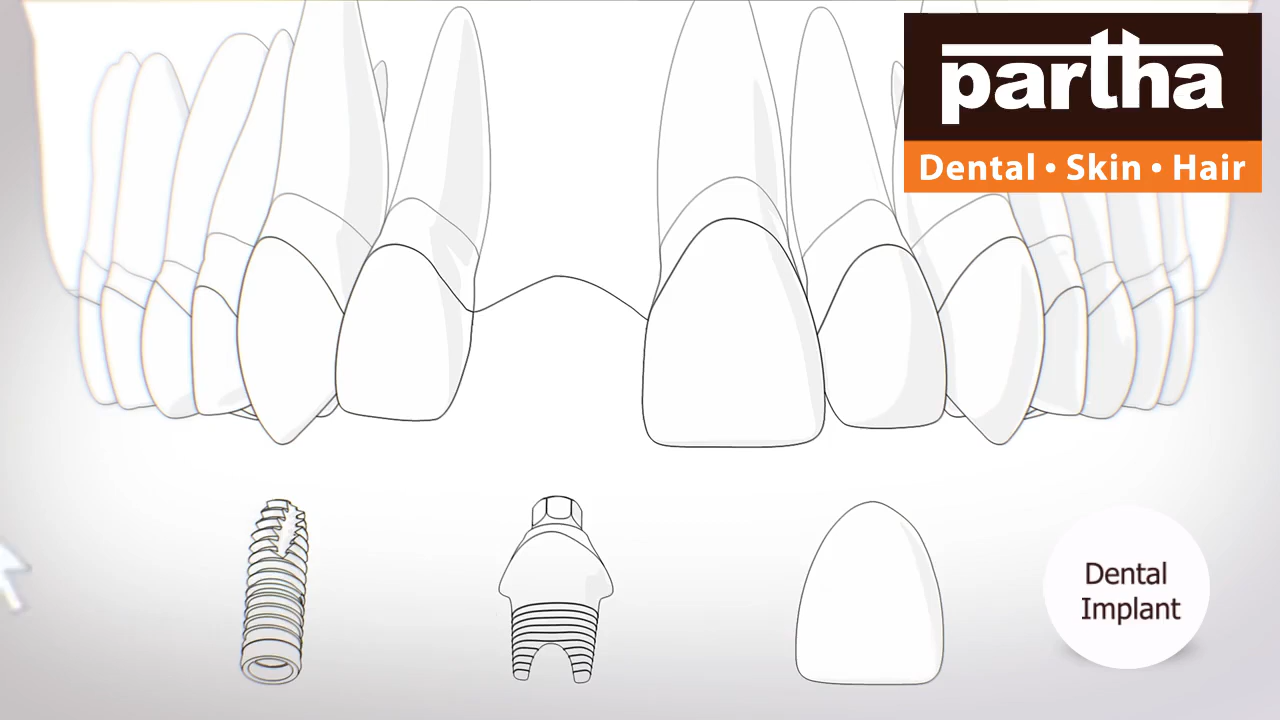 partha
Dental • Skin • Hair
Dental
Implant